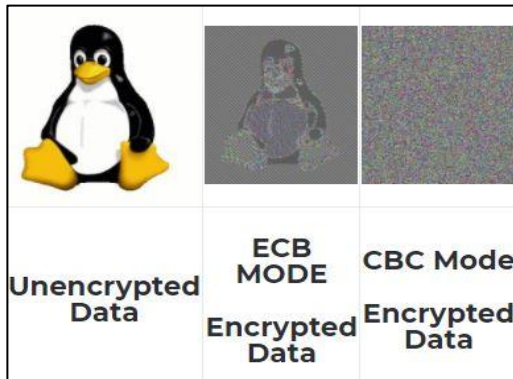 Unencrypted
Data
ECB
MODE
Encrypted
Data
CBC Mode
Encrypted
Data